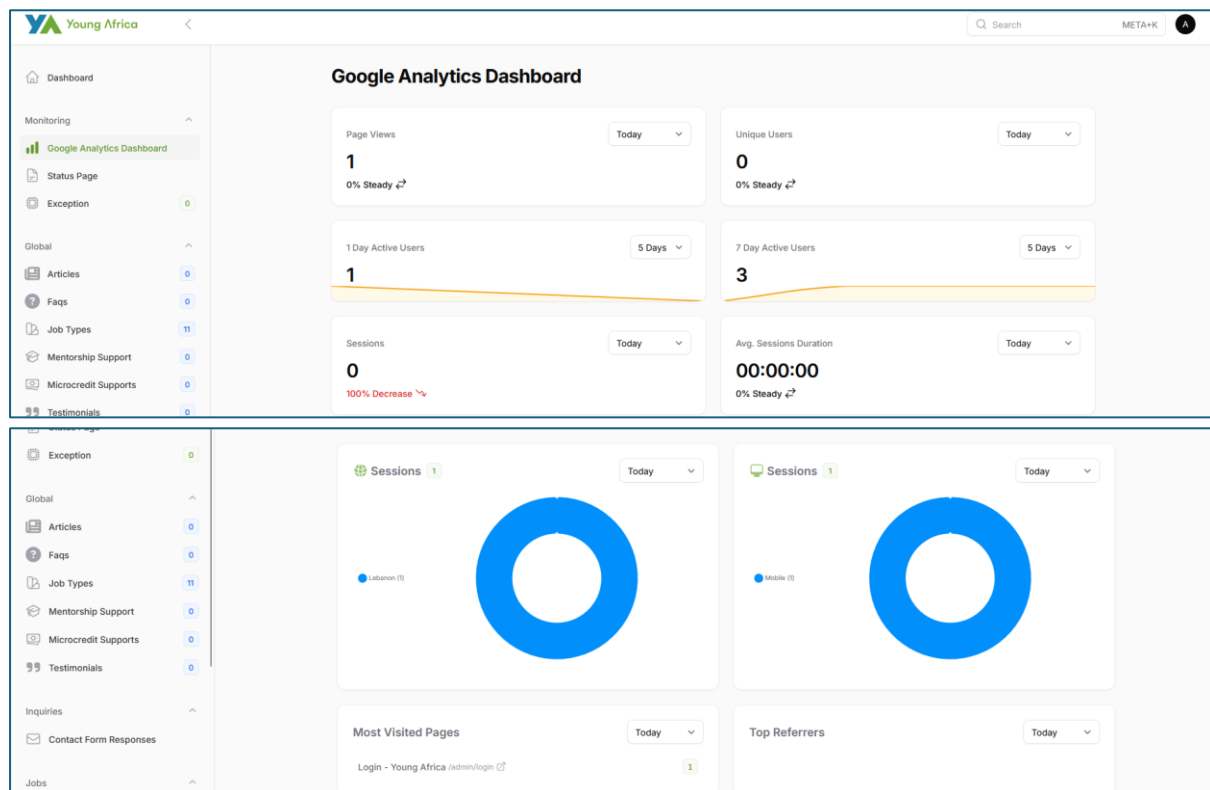 Young Africa
Search META+K A
Dashboard
Monitoring
Google Analytics Dashboard
Status Page
Exception 0
Global
Articles 0
Faqs 0
Job Types 11
Mentorship Support 0
Microcredit Supports 0
Testimonials 0
Google Analytics Dashboard
Page Views Today
1
0% Steady
Unique Users Today
0
0% Steady
1 Day Active Users 5 Days
1
7 Day Active Users 5 Days
3
Sessions Today
0
100% Decrease
Avg. Sessions Duration Today
00:00:00
0% Steady
Status Page
Exception 0
Global
Articles 0
Faqs 0
Job Types 11
Mentorship Support 0
Microcredit Supports 0
Testimonials 0
Inquiries
Contact Form Responses
Jobs
Sessions 1 Today
Lebanon (1)
Sessions 1 Today
Mobile (1)
Most Visited Pages Today
Login - Young Africa /admin/login 1
Top Referrers Today